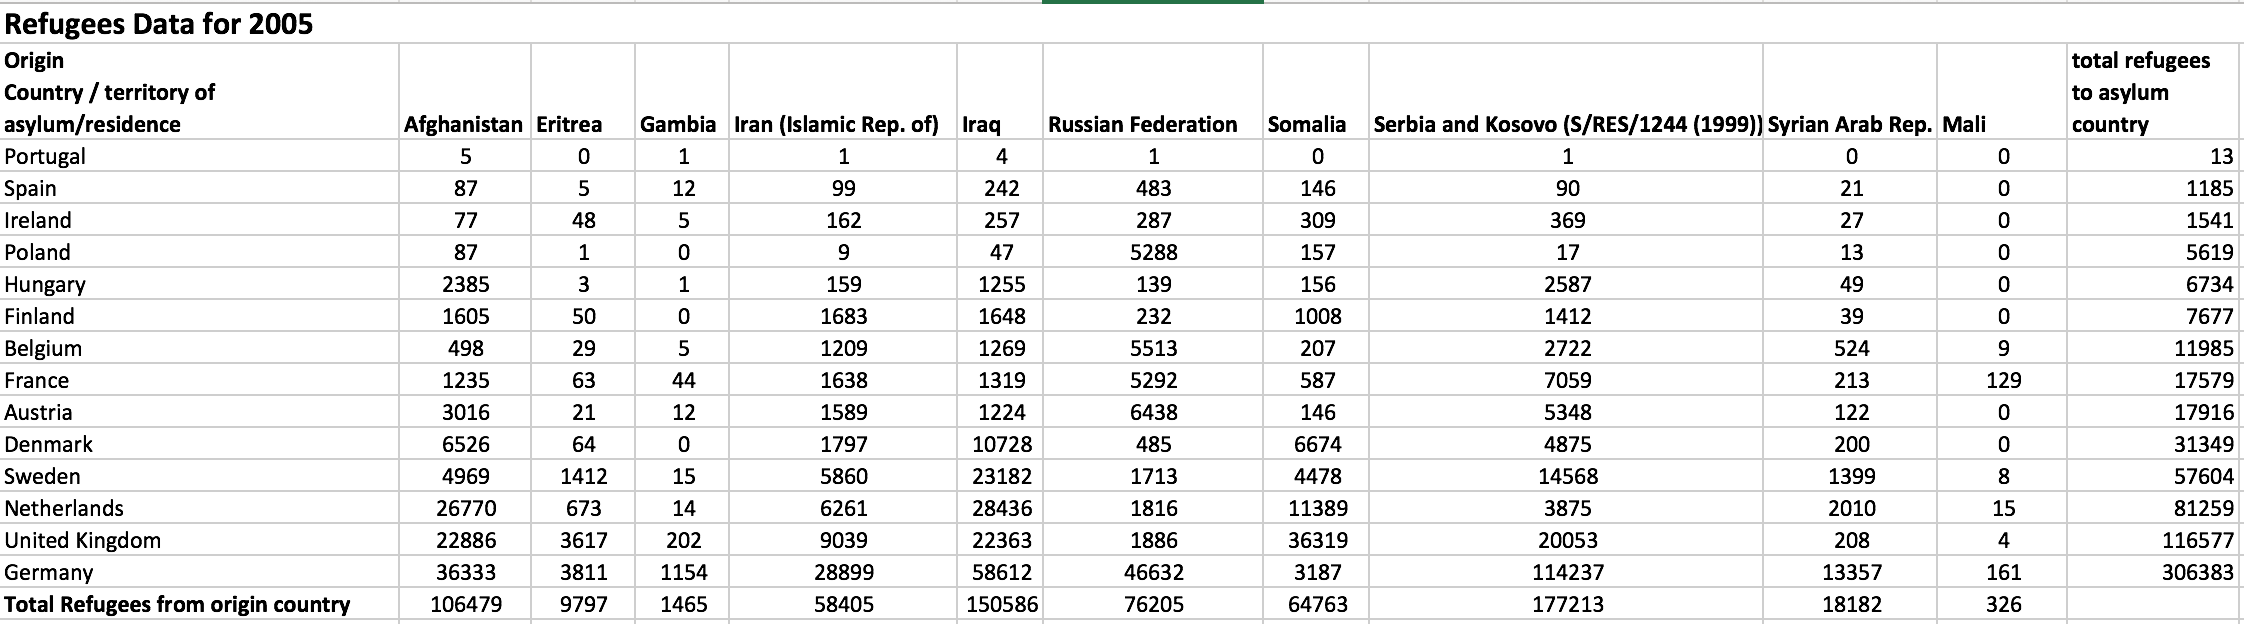 Refugees Data for 2005
Origin
Country / territory of
asylum/residence Afghanistan Eritrea Gambia Iran (Islamic Rep. of) Iraq Russian Federation Somalia Serbia and Kosovo (S/RES/1244 (1999)) Syrian Arab Rep. Mali total refugees
to asylum
country
Portugal 5 0 1 1 4 1 0 1 0 0 13
Spain 87 5 12 99 242 483 146 90 21 0 1185
Ireland 77 48 5 162 257 287 309 369 27 0 1541
Poland 87 1 0 9 47 5288 157 17 13 0 5619
Hungary 2385 3 1 159 1255 139 156 2587 49 0 6734
Finland 1605 50 0 1683 1648 232 1008 1412 39 0 7677
Belgium 498 29 5 1209 1269 5513 207 2722 524 9 11985
France 1235 63 44 1638 1319 5292 587 7059 213 129 17579
Austria 3016 21 12 1589 1224 6438 146 5348 122 0 17916
Denmark 6526 64 0 1797 10728 485 6674 4875 200 0 31349
Sweden 4969 1412 15 5860 23182 1713 4478 14568 1399 8 57604
Netherlands 26770 673 14 6261 28436 1816 11389 3875 2010 15 81259
United Kingdom 22886 3617 202 9039 22363 1886 36319 20053 208 4 116577
Germany 36333 3811 1154 28899 58612 46632 3187 114237 13357 161 306383
Total Refugees from origin country 106479 9797 1465 58405 150586 76205 64763 177213 18182 326